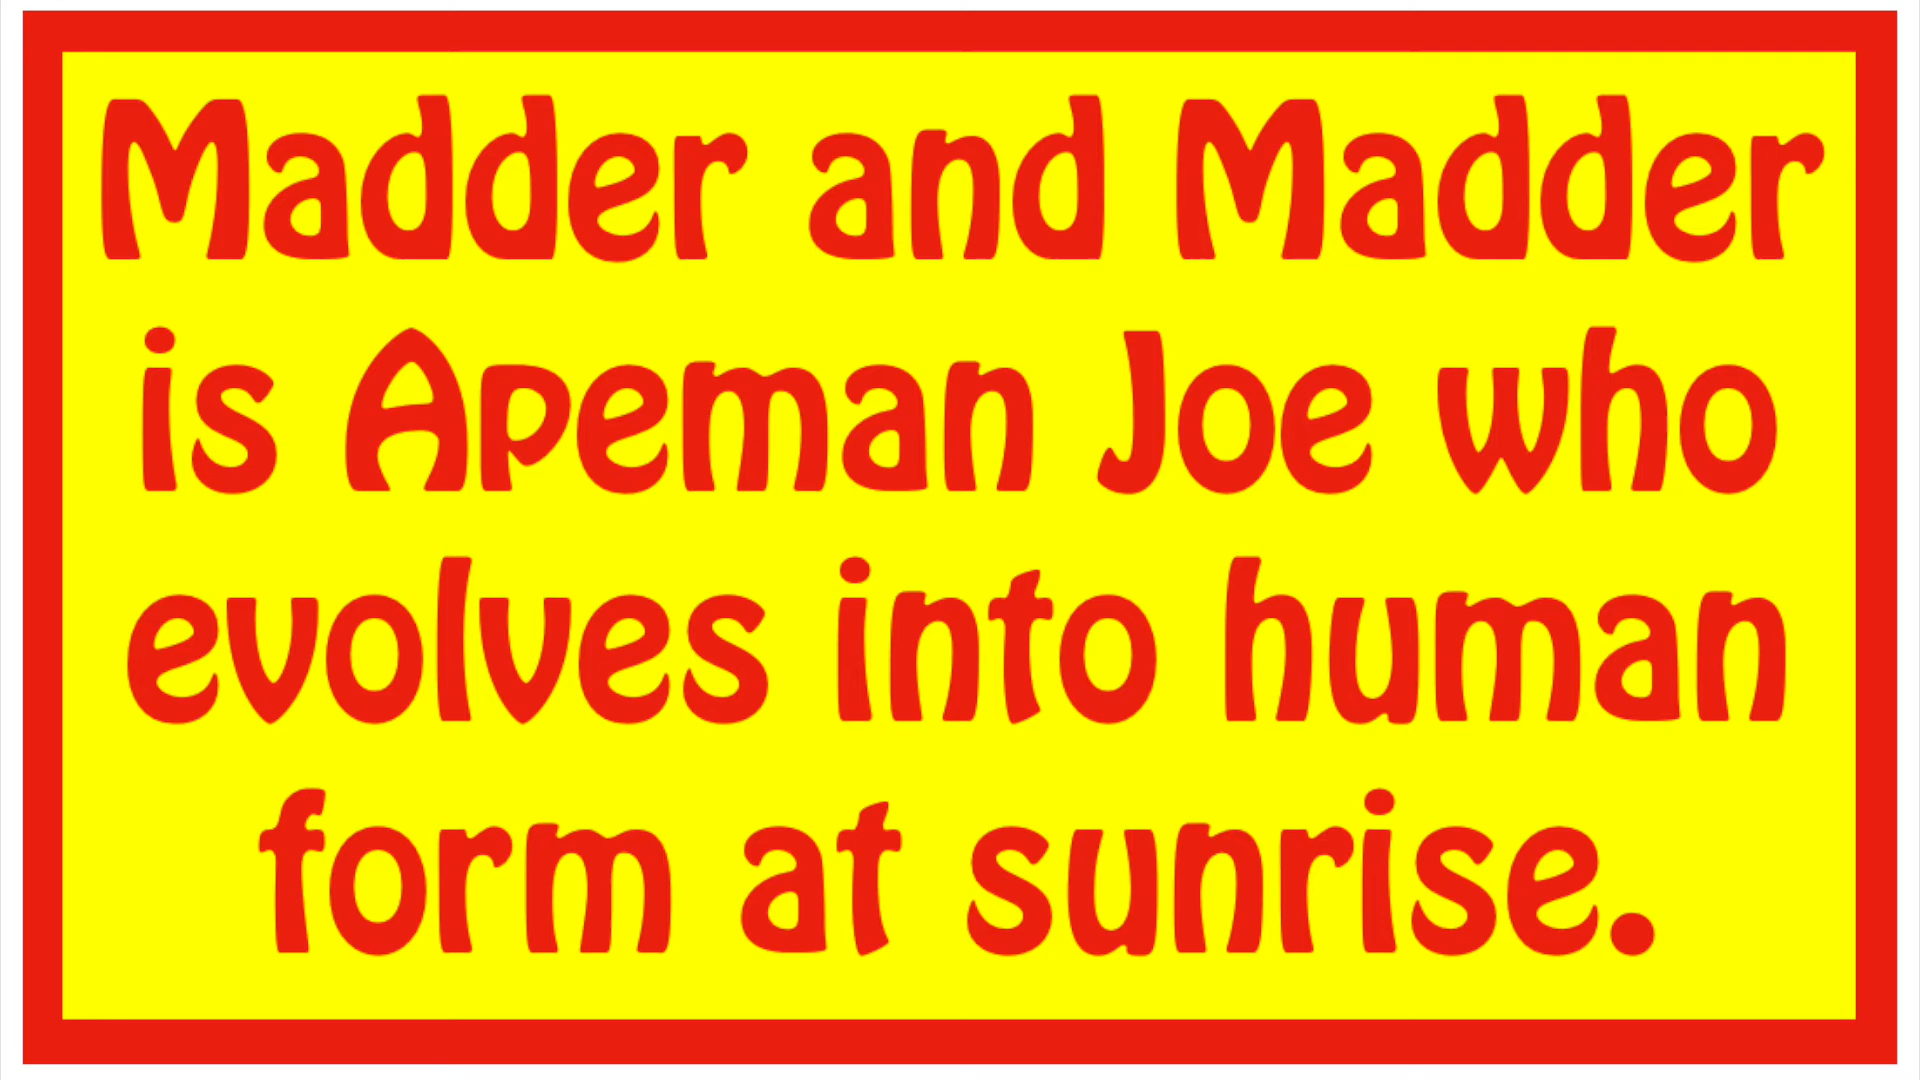 Madder and Madder
is Apeman Joe who
evolves into human
form at sunrise.